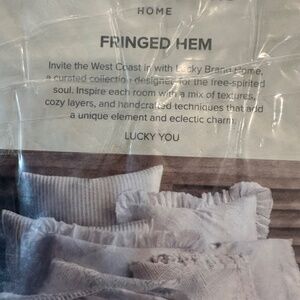 HOME
FRINGED HEM
Invite the West Coast in with Lucky Brand Home,
a curated collection designed for the free-spirited
soul. Inspire each room with a mix of textures,
cozy layers, and handcrafted techniques that add
a unique element and eclectic charm.
LUCKY YOU